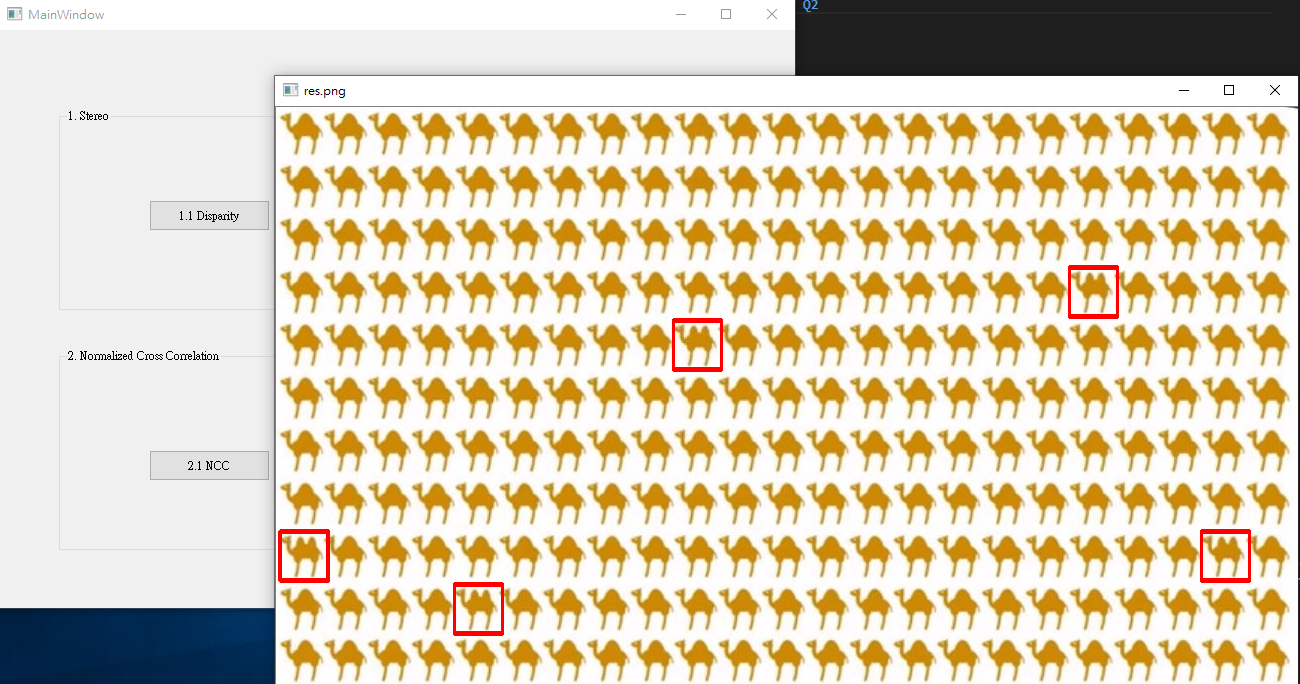 MainWindow
Q2
res.png
1. Stereo
1.1 Disparity
2. Normalized Cross Correlation
2.1 NCC